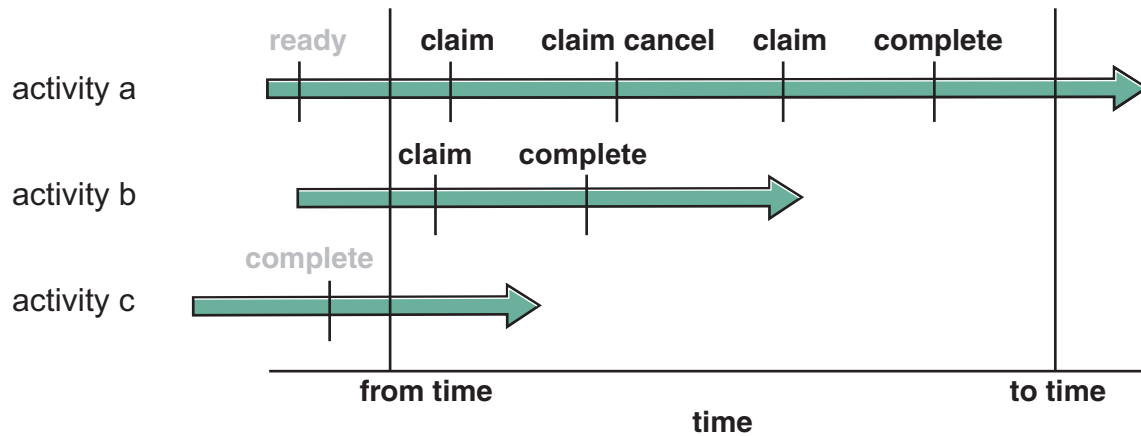 ready claim claim cancel claim complete
activity a
claim complete
activity b
complete
activity c
from time to time
time